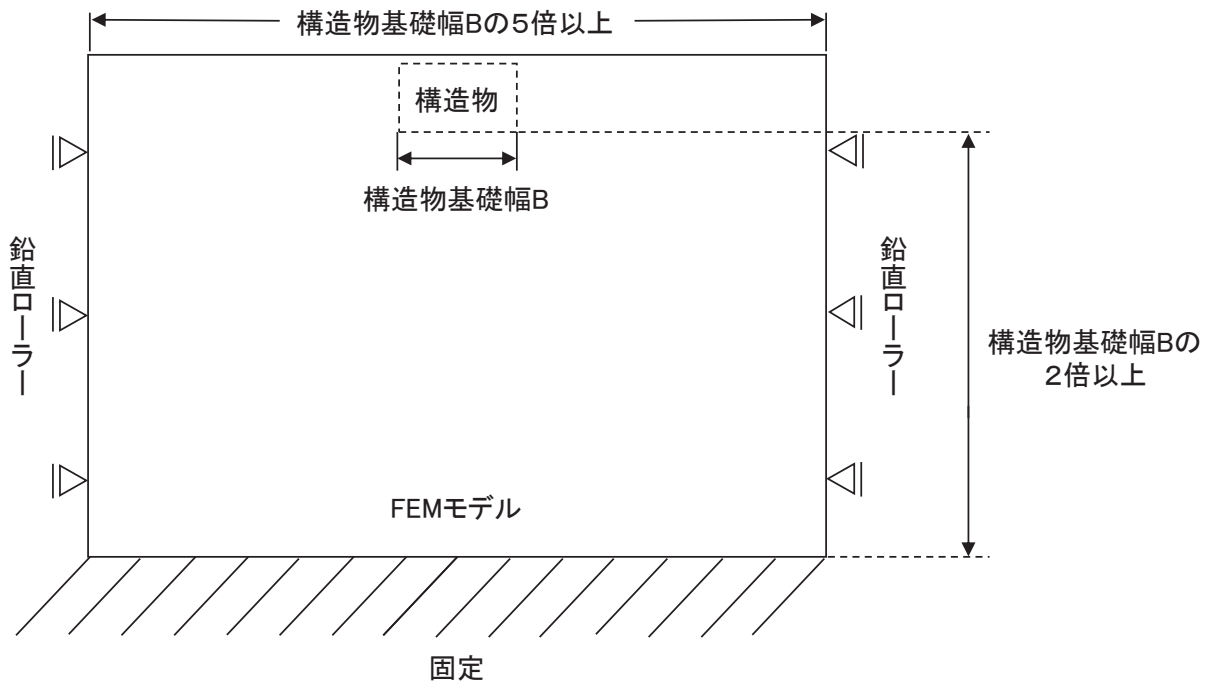 構造物基礎幅Bの5倍以上
構造物
構造物基礎幅B
鉛直ローラー
鉛直ローラー
構造物基礎幅Bの
2倍以上
FEMモデル
固定